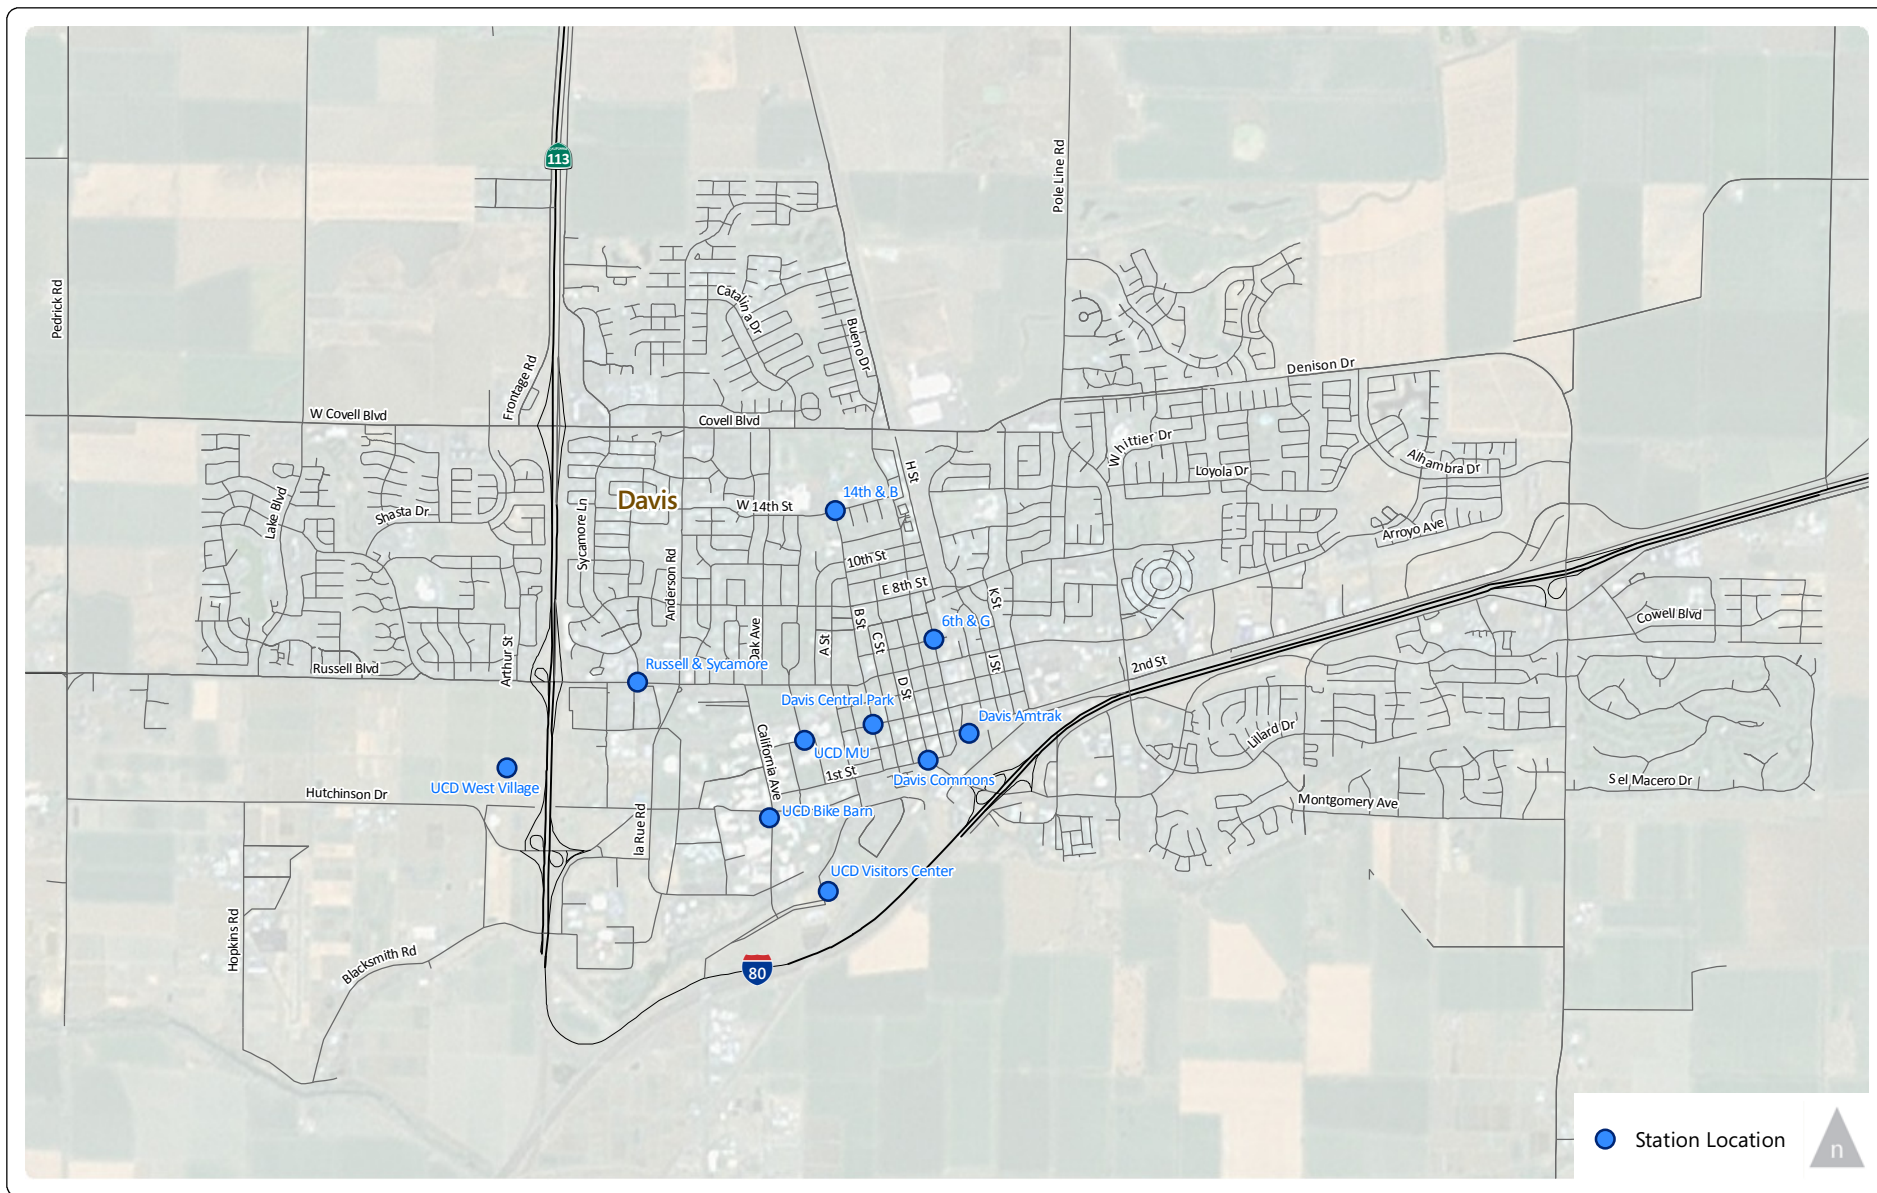 CALIFORNIA
113
Pole Line Rd
Pedrick Rd
Catalina Dr
Bueno Dr
Frontage Rd
Denison Dr
W Covell Blvd
Covell Blvd
Whittier Dr
Loyola Dr
Alhambra Dr
H St
Lake Blvd
Shasta Dr
Sycamore Ln
Davis
W 14th St
14th & B
Arroyo Ave
10th St
E 8th St
Anderson Rd
K St
B St
C St
6th & G
Oak Ave
A St
J St
Cowell Blvd
Arthur St
Russell Blvd
Russell & Sycamore
2nd St
D St
Davis Central Park
Davis Amtrak
Lillard Dr
California Ave
UCD MU
1st St
Davis Commons
UCD West Village
Hutchinson Dr
S el Macero Dr
Montgomery Ave
la Rue Rd
UCD Bike Barn
UCD Visitors Center
Hopkins Rd
Blacksmith Rd
80
Station Location
n